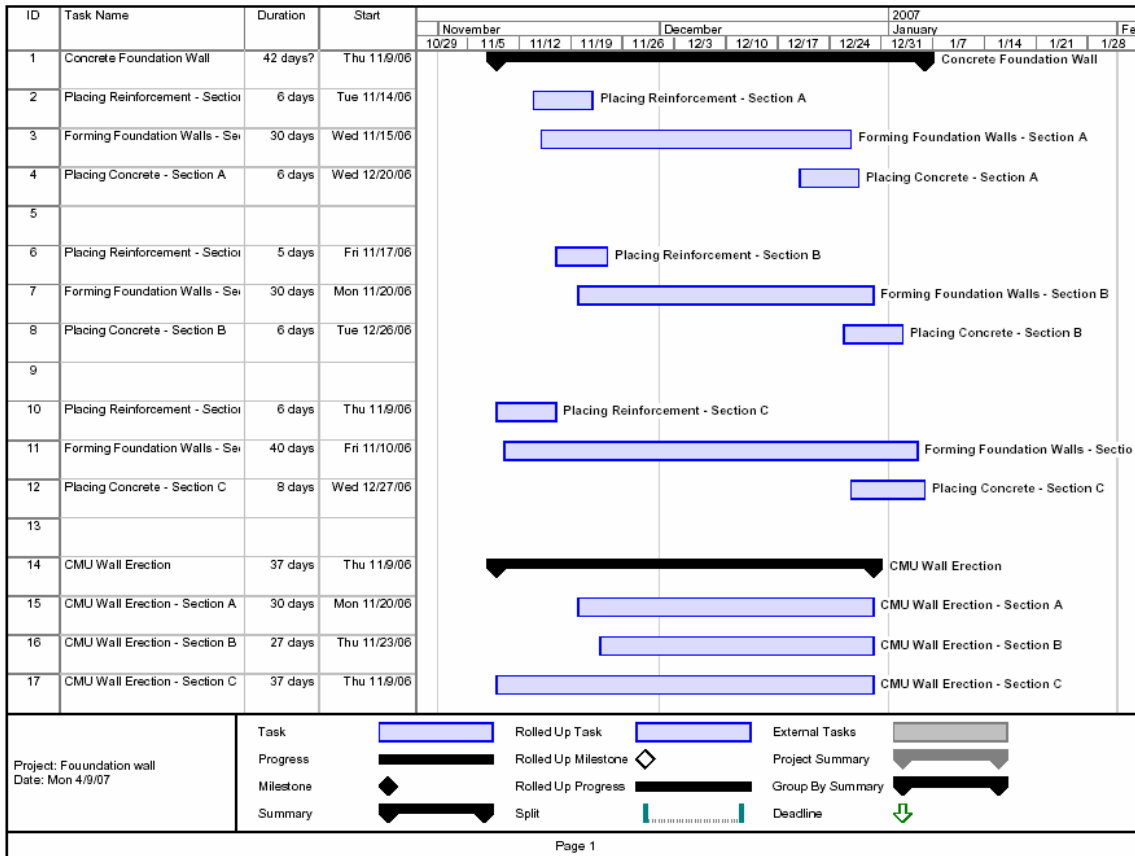 ID Task Name Duration Start 2007
November December January Fe
10/29 11/5 11/12 11/19 11/26 12/3 12/10 12/17 12/24 12/31 1/7 1/14 1/21 1/28
1 Concrete Foundation Wall 42 days? Thu 11/9/06 Concrete Foundation Wall
2 Placing Reinforcement - Section 6 days Tue 11/14/06 Placing Reinforcement - Section A
3 Forming Foundation Walls - Se 30 days Wed 11/15/06 Forming Foundation Walls - Section A
4 Placing Concrete - Section A 6 days Wed 12/20/06 Placing Concrete - Section A
5
6 Placing Reinforcement - Section 5 days Fri 11/17/06 Placing Reinforcement - Section B
7 Forming Foundation Walls - Se 30 days Mon 11/20/06 Forming Foundation Walls - Section B
8 Placing Concrete - Section B 6 days Tue 12/26/06 Placing Concrete - Section B
9
10 Placing Reinforcement - Section 6 days Thu 11/9/06 Placing Reinforcement - Section C
11 Forming Foundation Walls - Se 40 days Fri 11/10/06 Forming Foundation Walls - Sectio
12 Placing Concrete - Section C 8 days Wed 12/27/06 Placing Concrete - Section C
13
14 CMU Wall Erection 37 days Thu 11/9/06 CMU Wall Erection
15 CMU Wall Erection - Section A 30 days Mon 11/20/06 CMU Wall Erection - Section A
16 CMU Wall Erection - Section B 27 days Thu 11/23/06 CMU Wall Erection - Section B
17 CMU Wall Erection - Section C 37 days Thu 11/9/06 CMU Wall Erection - Section C
Project: Fouundation wall
Date: Mon 4/9/07
Task Rolled Up Task External Tasks
Progress Rolled Up Milestone Project Summary
Milestone Rolled Up Progress Group By Summary
Summary Split Deadline
Page 1